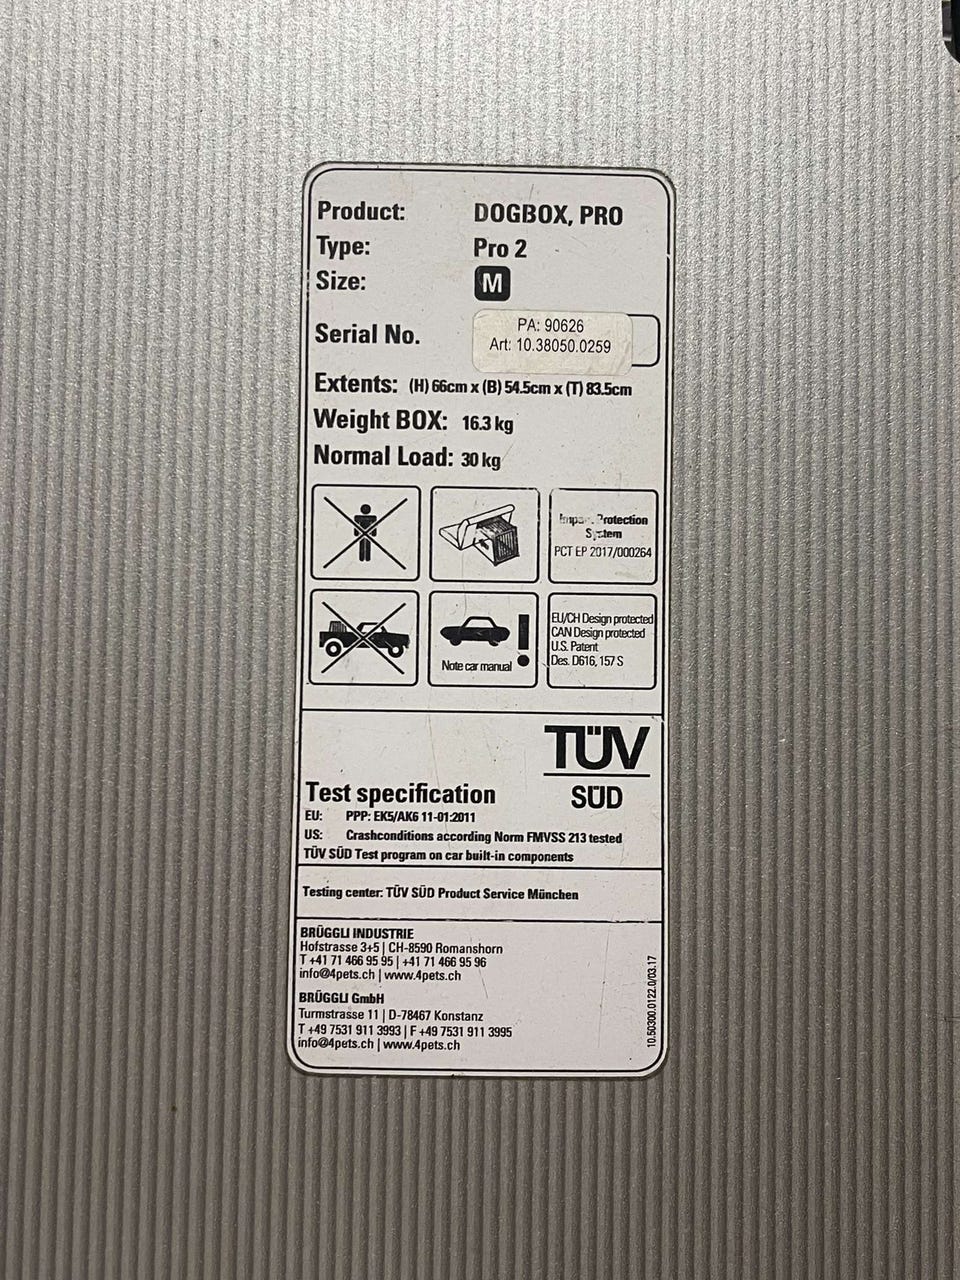 Product: DOGBOX, PRO
Type: Pro 2
Size: M
Serial No.
PA: 90626
Art: 10.38050.0259
Extents: (H) 66cm x (B) 54.5cm x (T) 83.5cm
Weight BOX: 16.3 kg
Normal Load: 30 kg
Protection
System
PCT EP 2017/000264
Note car manual !
EU/CH Design protected
CAN Design protected
U.S. Patent
Des. D616, 157 S
TÜV
SÜD
Test specification
EU: PPP: EK5/AK6 11-01:2011
US: Crashconditions according Norm FMVSS 213 tested
TÜV SÜD Test program on car built-in components
Testing center: TÜV SÜD Product Service München
BRÜGGLI INDUSTRIE
Hofstrasse 3+5 | CH-8590 Romanshorn
T +41 71 466 95 95 | +41 71 466 95 96
info@4pets.ch | www.4pets.ch
BRÜGGLI GmbH
Turmstrasse 11 | D-78467 Konstanz
T +49 7531 911 3993 | F +49 7531 911 3995
info@4pets.ch | www.4pets.ch
10.50300.0122.0/03.17